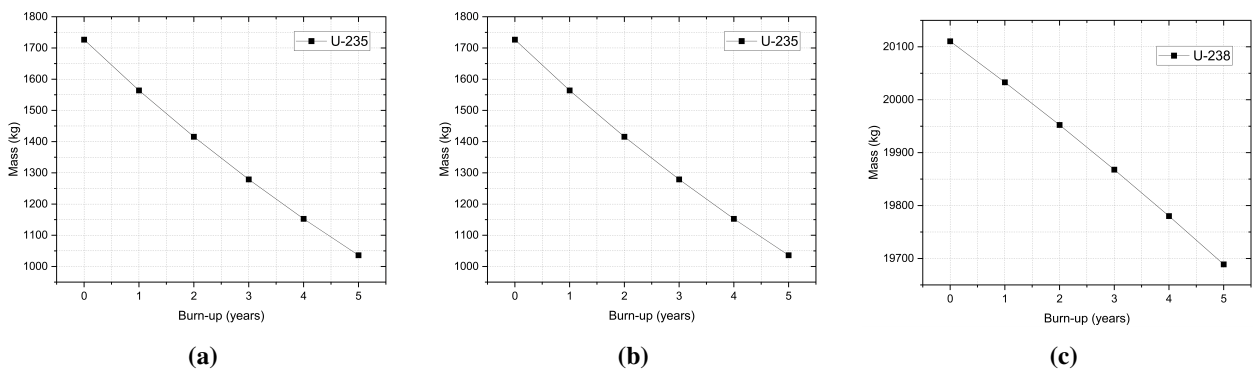 1800
1700
1600
1500
1400
1300
1200
1100
1000
Mass (kg)
U-235
0 1 2 3 4 5
Burn-up (years)
(a)
1800
1700
1600
1500
1400
1300
1200
1100
1000
Mass (kg)
U-235
0 1 2 3 4 5
Burn-up (years)
(b)
20100
20000
19900
19800
19700
Mass (kg)
U-238
0 1 2 3 4 5
Burn-up (years)
(c)